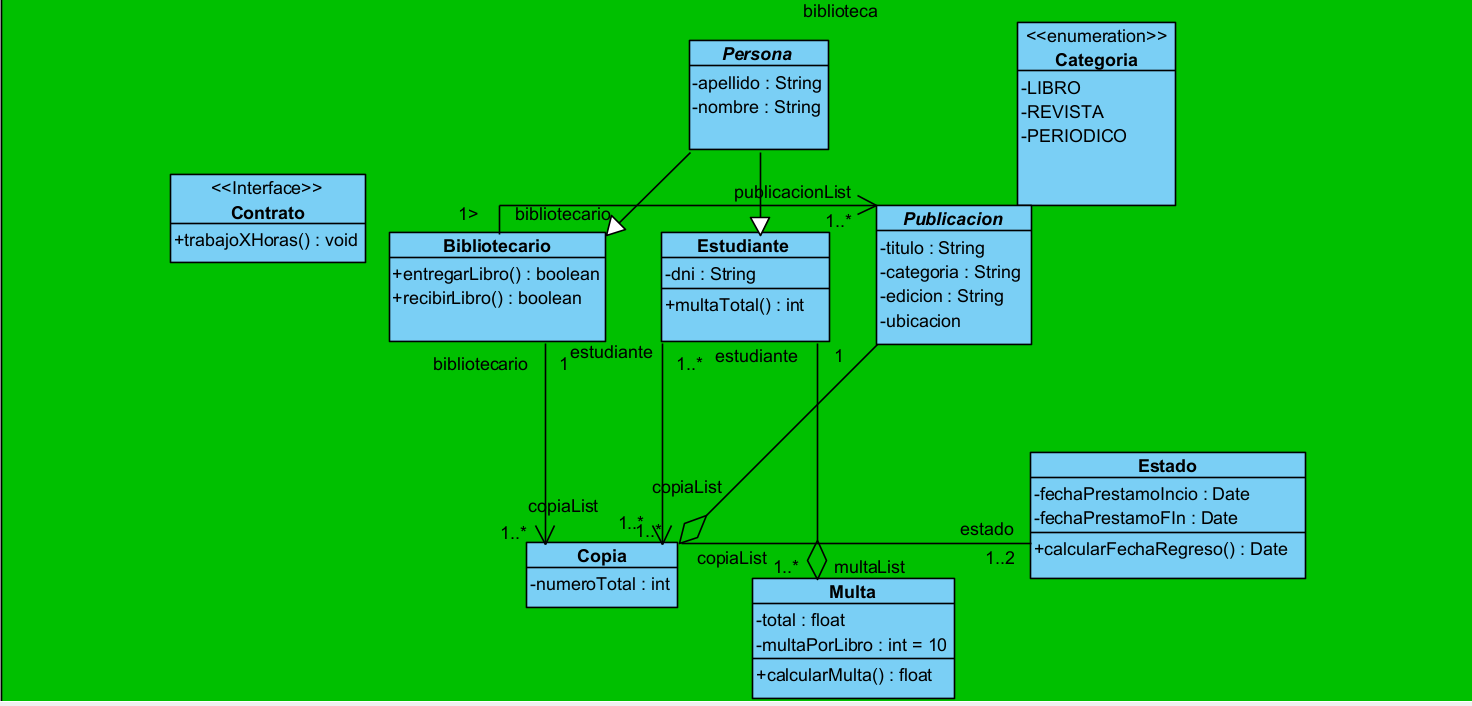 biblioteca
Persona
-apellido : String
-nombre : String
<<enumeration>>
Categoria
-LIBRO
-REVISTA
-PERIODICO
<<Interface>>
Contrato
+trabajoXHoras() : void
publicacionList
1>
bibliotecario
1..*
Bibliotecario
+entregarLibro() : boolean
+recibirLibro() : boolean
Estudiante
-dni : String
+multaTotal() : int
Publicacion
-titulo : String
-categoria : String
-edicion : String
-ubicacion
bibliotecario
1
estudiante
1..*
estudiante
1
copiaList
copiaList
1..*
1..*
1..*
Copia
-numeroTotal : int
copiaList
1..*
multaList
estado
1..2
Estado
-fechaPrestamoIncio : Date
-fechaPrestamoFIn : Date
+calcularFechaRegreso() : Date
Multa
-total : float
-multaPorLibro : int = 10
+calcularMulta() : float